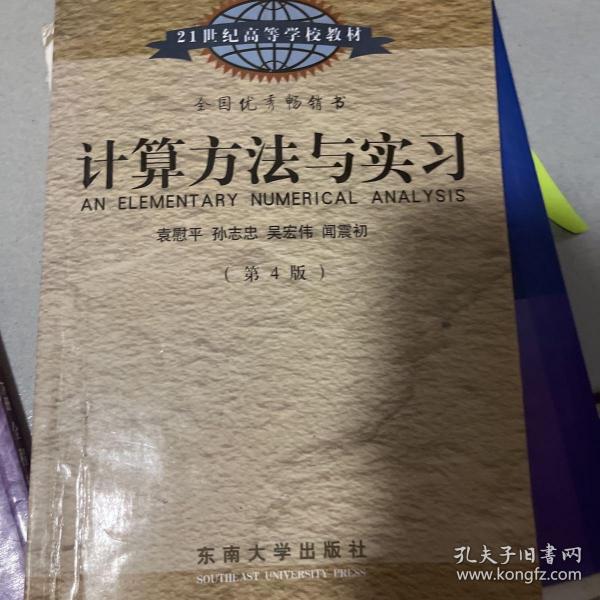 21世纪高等学校教材
全国优秀畅销书
计算方法与实习
AN ELEMENTARY NUMERICAL ANALYSIS
袁慰平 孙志忠 吴宏伟 闻震初
（第4版）
东南大学出版社
SOUTHEAST UNIVERSITY PRESS
孔夫子旧书网
www.kongfz.com